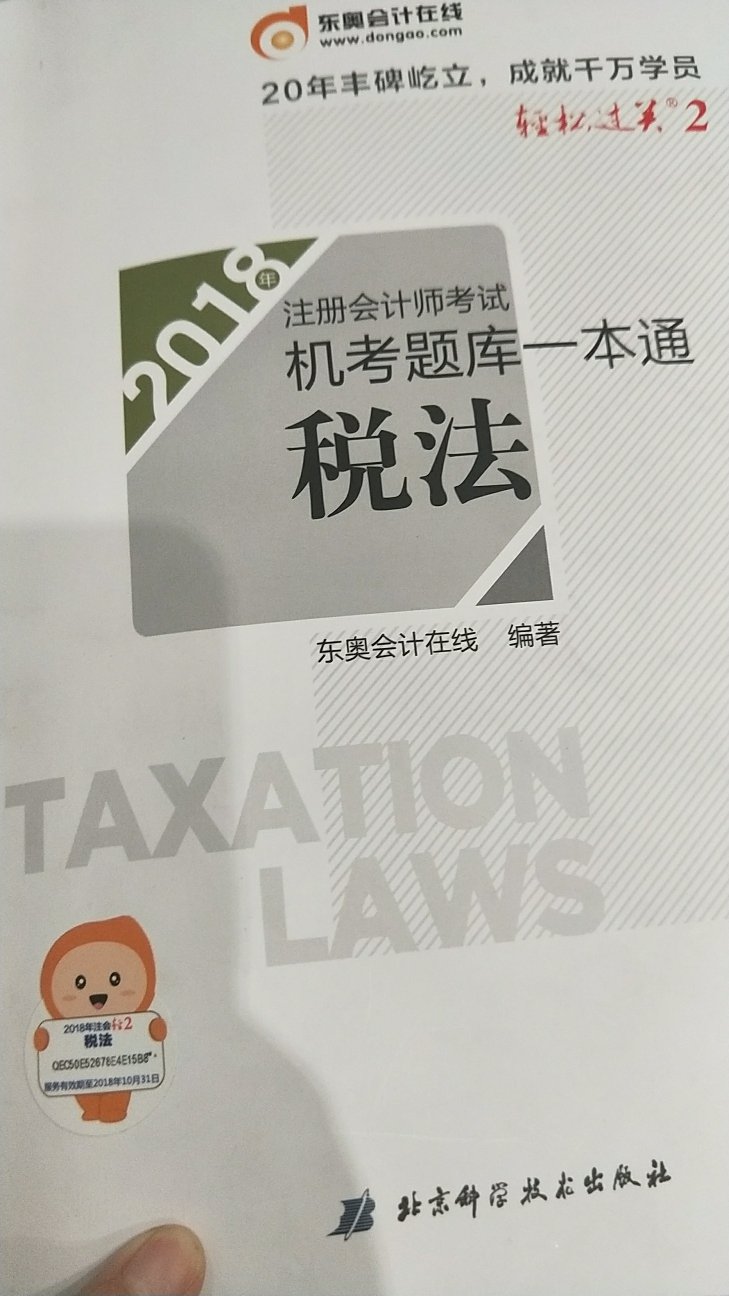 东奥会计在线
www.dongao.com
20年丰碑屹立，成就千万学员
轻松过关®2
2018年
注册会计师考试
机考题库一本通
税法
东奥会计在线 编著
TAXATION
LAWS
2018年注会轻松2
税法
服务有效期至2018年10月31日
北京科学技术出版社